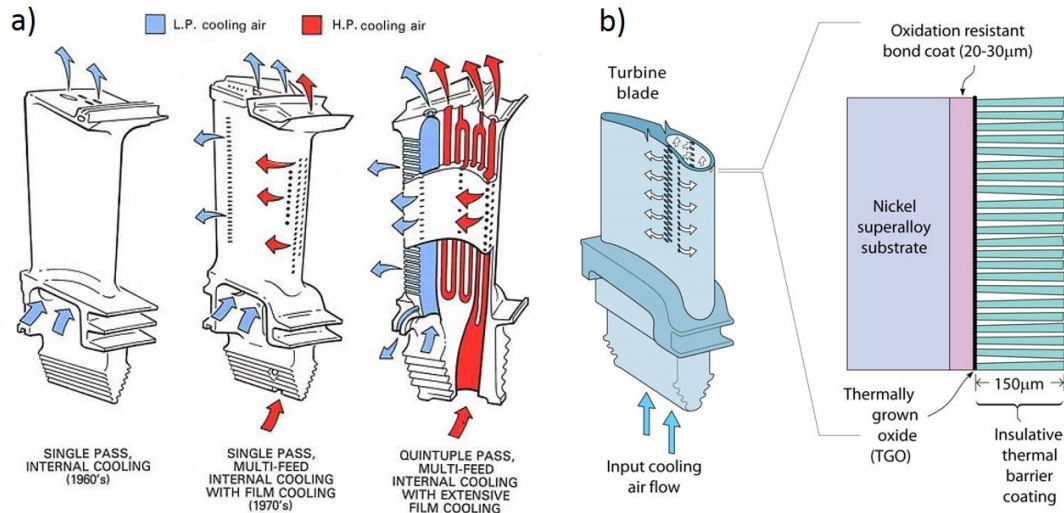 a)
L.P. cooling air
H.P. cooling air
SINGLE PASS,
INTERNAL COOLING
(1960's)
SINGLE PASS,
MULTI-FEED
INTERNAL COOLING
WITH FILM COOLING
(1970's)
QUINTUPLE PASS,
MULTI-FEED
INTERNAL COOLING
WITH EXTENSIVE
FILM COOLING
b)
Turbine
blade
Input cooling
air flow
Oxidation resistant
bond coat (20-30μm)
Nickel
superalloy
substrate
150μm
Thermally
grown
oxide
(TGO)
Insulative
thermal
barrier
coating